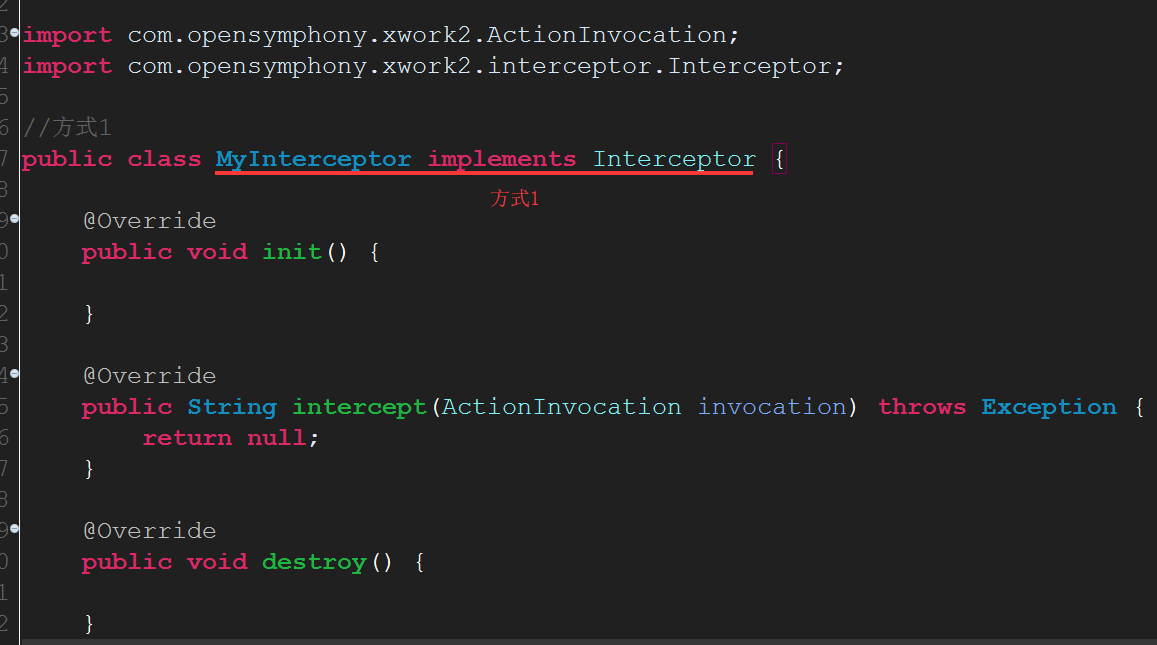 import com.opensymphony.xwork2.ActionInvocation;
import com.opensymphony.xwork2.interceptor.Interceptor;
//方式1
public class MyInterceptor implements Interceptor {
方式1
@Override
public void init() {
}
@Override
public String intercept(ActionInvocation invocation) throws Exception {
return null;
}
@Override
public void destroy() {
}